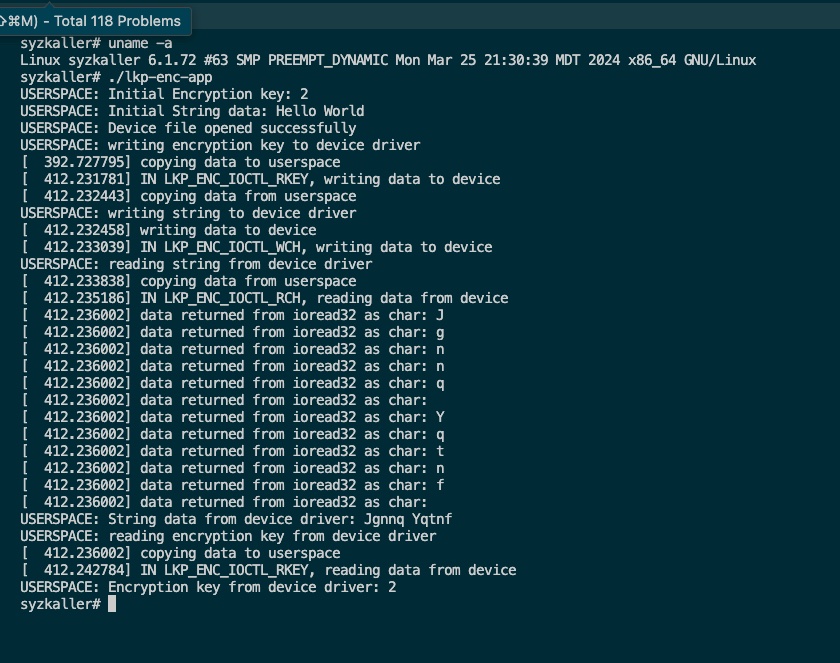 ⇧⌘M) - Total 118 Problems
syzkaller# uname -a
Linux syzkaller 6.1.72 #63 SMP PREEMPT_DYNAMIC Mon Mar 25 21:30:39 MDT 2024 x86_64 GNU/Linux
syzkaller# ./lkp-enc-app
USERSPACE: Initial Encryption key: 2
USERSPACE: Initial String data: Hello World
USERSPACE: Device file opened successfully
USERSPACE: writing encryption key to device driver
[  392.727795] copying data to userspace
[  412.231781] IN LKP_ENC_IOCTL_RKEY, writing data to device
[  412.232443] copying data from userspace
USERSPACE: writing string to device driver
[  412.232458] writing data to device
[  412.233039] IN LKP_ENC_IOCTL_WCH, writing data to device
USERSPACE: reading string from device driver
[  412.233838] copying data from userspace
[  412.235186] IN LKP_ENC_IOCTL_RCH, reading data from device
[  412.236002] data returned from ioread32 as char: J
[  412.236002] data returned from ioread32 as char: g
[  412.236002] data returned from ioread32 as char: n
[  412.236002] data returned from ioread32 as char: n
[  412.236002] data returned from ioread32 as char: q
[  412.236002] data returned from ioread32 as char:
[  412.236002] data returned from ioread32 as char: Y
[  412.236002] data returned from ioread32 as char: q
[  412.236002] data returned from ioread32 as char: t
[  412.236002] data returned from ioread32 as char: n
[  412.236002] data returned from ioread32 as char: f
[  412.236002] data returned from ioread32 as char:
USERSPACE: String data from device driver: Jgnnq Yqtnf
USERSPACE: reading encryption key from device driver
[  412.236002] copying data to userspace
[  412.242784] IN LKP_ENC_IOCTL_RKEY, reading data from device
USERSPACE: Encryption key from device driver: 2
syzkaller#